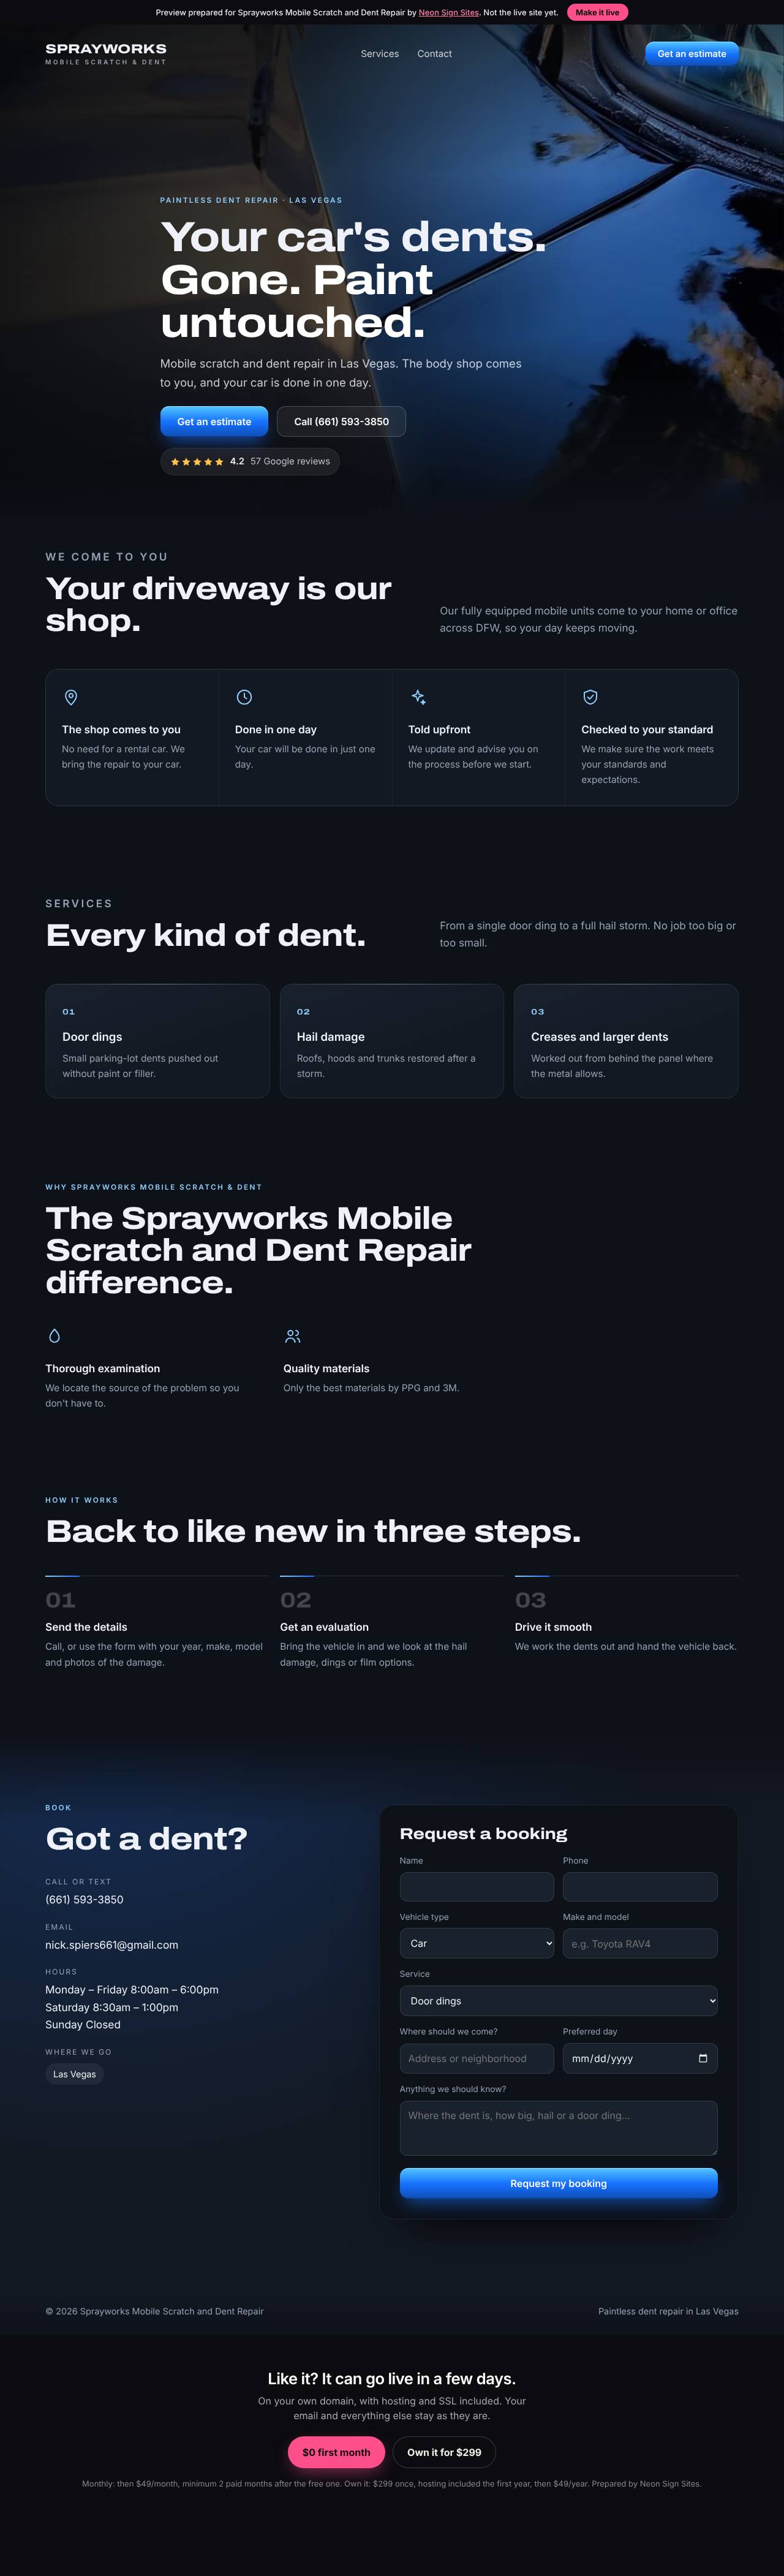 Preview prepared for Sprayworks Mobile Scratch and Dent Repair by Neon Sign Sites. Not the live site yet. Make it live
SPRAYWORKS
MOBILE SCRATCH & DENT
Services Contact
Get an estimate
PAINTLESS DENT REPAIR · LAS VEGAS
Your car's dents.
Gone. Paint
untouched.
Mobile scratch and dent repair in Las Vegas. The body shop comes
to you, and your car is done in one day.
Get an estimate Call (661) 593-3850
4.2 57 Google reviews
WE COME TO YOU
Your driveway is our
shop.
Our fully equipped mobile units come to your home or office
across DFW, so your day keeps moving.
The shop comes to you
No need for a rental car. We
bring the repair to your car.
Done in one day
Your car will be done in just one
day.
Told upfront
We update and advise you on
the process before we start.
Checked to your standard
We make sure the work meets
your standards and
expectations.
SERVICES
Every kind of dent.
From a single door ding to a full hail storm. No job too big or
too small.
01
Door dings
Small parking-lot dents pushed out
without paint or filler.
02
Hail damage
Roofs, hoods and trunks restored after a
storm.
03
Creases and larger dents
Worked out from behind the panel where
the metal allows.
WHY SPRAYWORKS MOBILE SCRATCH & DENT
The Sprayworks Mobile
Scratch and Dent Repair
difference.
Thorough examination
We locate the source of the problem so you
don't have to.
Quality materials
Only the best materials by PPG and 3M.
HOW IT WORKS
Back to like new in three steps.
01
Send the details
Call, or use the form with your year, make, model
and photos of the damage.
02
Get an evaluation
Bring the vehicle in and we look at the hail
damage, dings or film options.
03
Drive it smooth
We work the dents out and hand the vehicle back.
BOOK
Got a dent?
CALL OR TEXT
(661) 593-3850
EMAIL
nick.spiers661@gmail.com
HOURS
Monday – Friday 8:00am – 6:00pm
Saturday 8:30am – 1:00pm
Sunday Closed
WHERE WE GO
Las Vegas
Request a booking
Name Phone
Vehicle type Make and model
Car e.g. Toyota RAV4
Service
Door dings
Where should we come? Preferred day
Address or neighborhood mm/dd/yyyy
Anything we should know?
Where the dent is, how big, hail or a door ding...
Request my booking
© 2026 Sprayworks Mobile Scratch and Dent Repair
Paintless dent repair in Las Vegas
Like it? It can go live in a few days.
On your own domain, with hosting and SSL included. Your
email and everything else stay as they are.
$0 first month Own it for $299
Monthly: then $49/month, minimum 2 paid months after the free one. Own it: $299 once, hosting included the first year, then $49/year. Prepared by Neon Sign Sites.